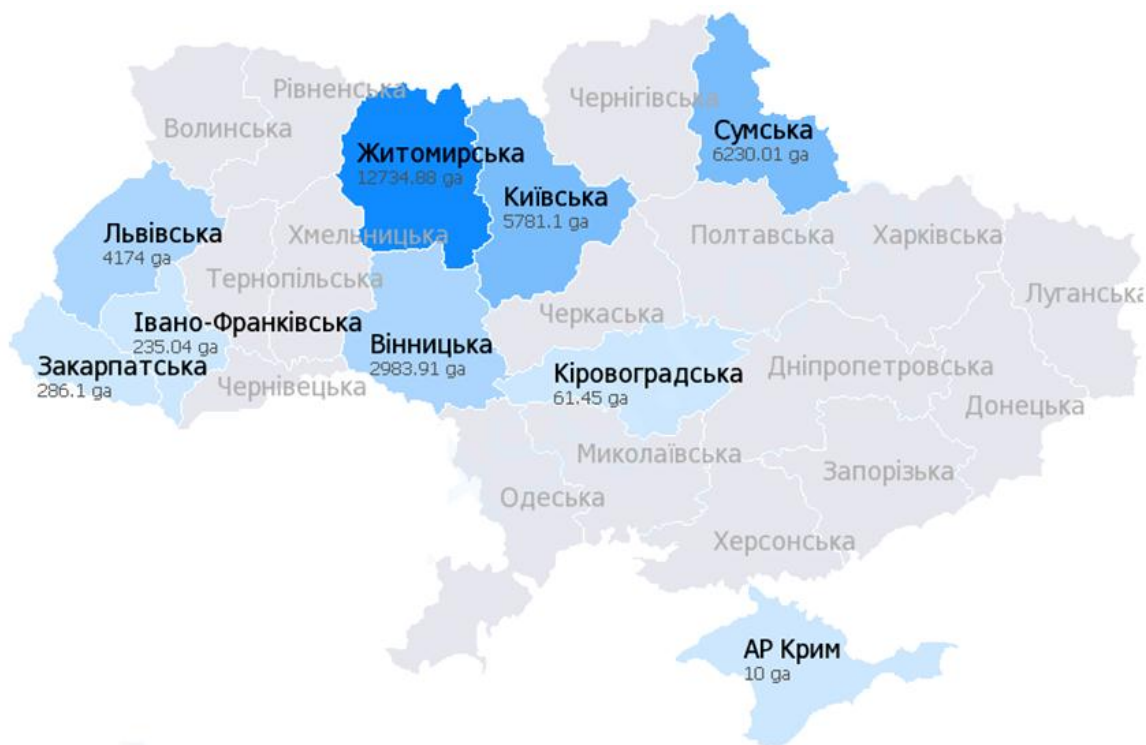 Рівненська
Волинська
Чернігівська
Сумська
6230.01 ga
Житомирська
12734.88 ga
Київська
5781.1 ga
Львівська
4174 ga
Хмельницька
Полтавська
Харківська
Тернопільська
Луганська
Івано-Франківська
235.04 ga
Черкаська
Вінницька
2983.91 ga
Закарпатська
286.1 ga
Чернівецька
Кіровоградська
61.45 ga
Дніпропетровська
Донецька
Миколаївська
Запорізька
Одеська
Херсонська
АР Крим
10 ga